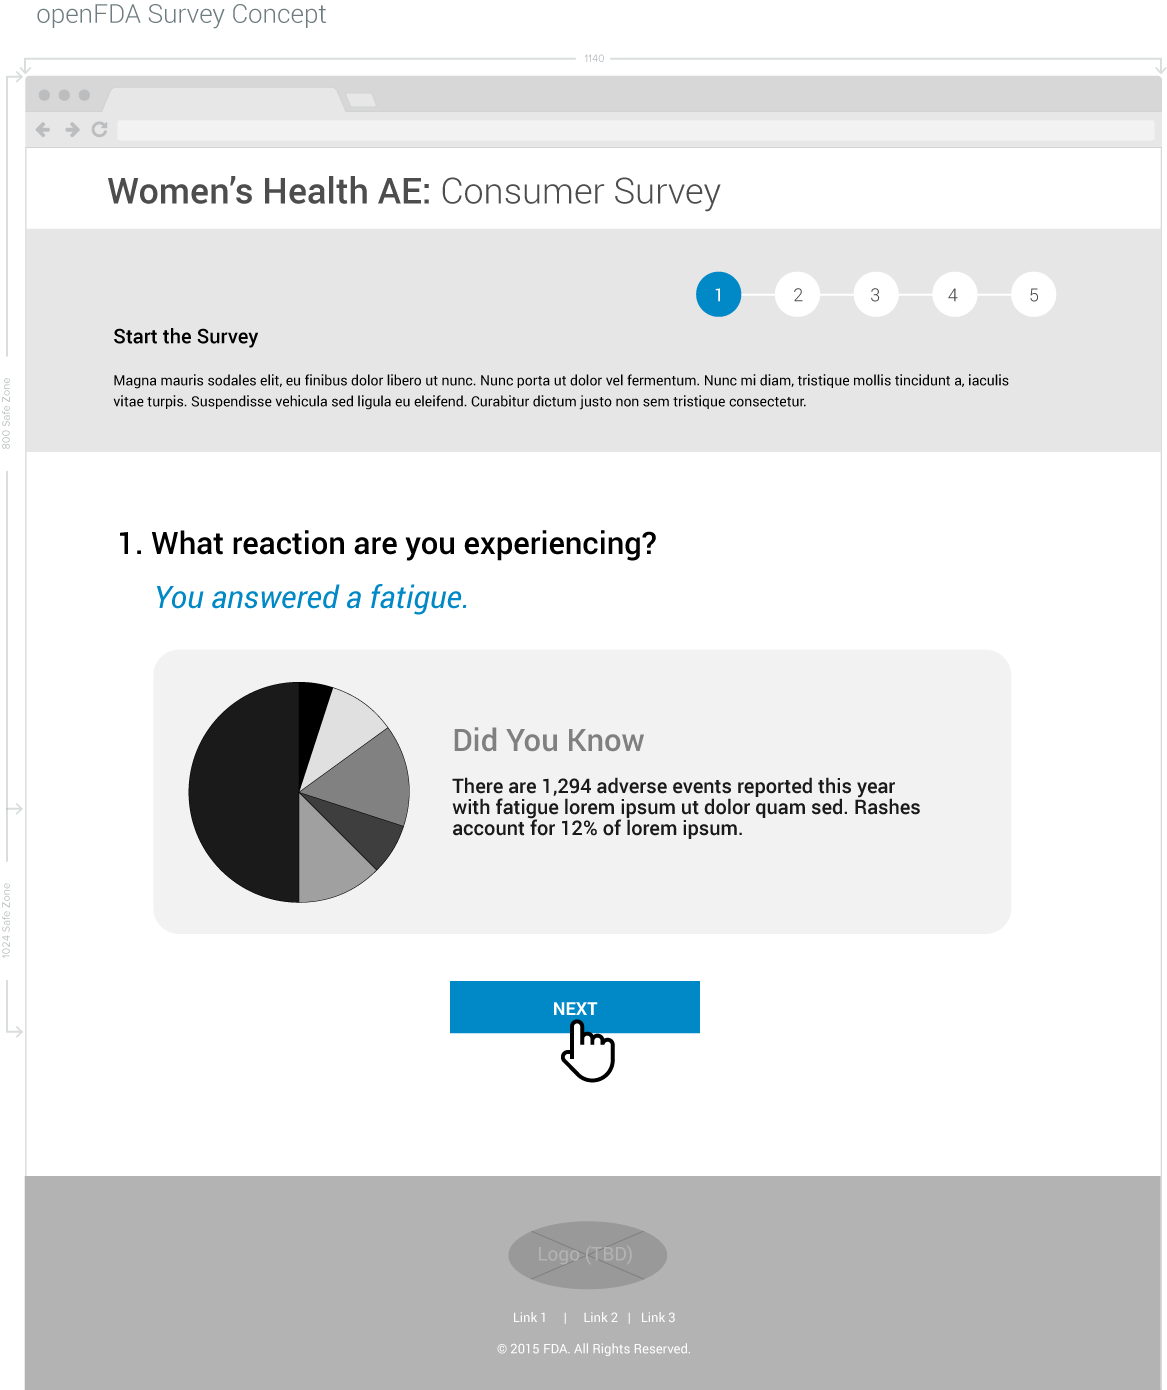 openFDA Survey Concept
1140
Women’s Health AE: Consumer Survey
1 2 3 4 5
Start the Survey
Magna mauris sodales elit, eu finibus dolor libero ut nunc. Nunc porta ut dolor vel fermentum. Nunc mi diam, tristique mollis tincidunt a, iaculis
vitae turpis. Suspendisse vehicula sed ligula eu eleifend. Curabitur dictum justo non sem tristique consectetur.
800 Safe Zone
1. What reaction are you experiencing?
You answered a fatigue.
Did You Know
There are 1,294 adverse events reported this year
with fatigue lorem ipsum ut dolor quam sed. Rashes
account for 12% of lorem ipsum.
1024 Safe Zone
NEXT
Logo (TBD)
Link 1 | Link 2 | Link 3
© 2015 FDA. All Rights Reserved.